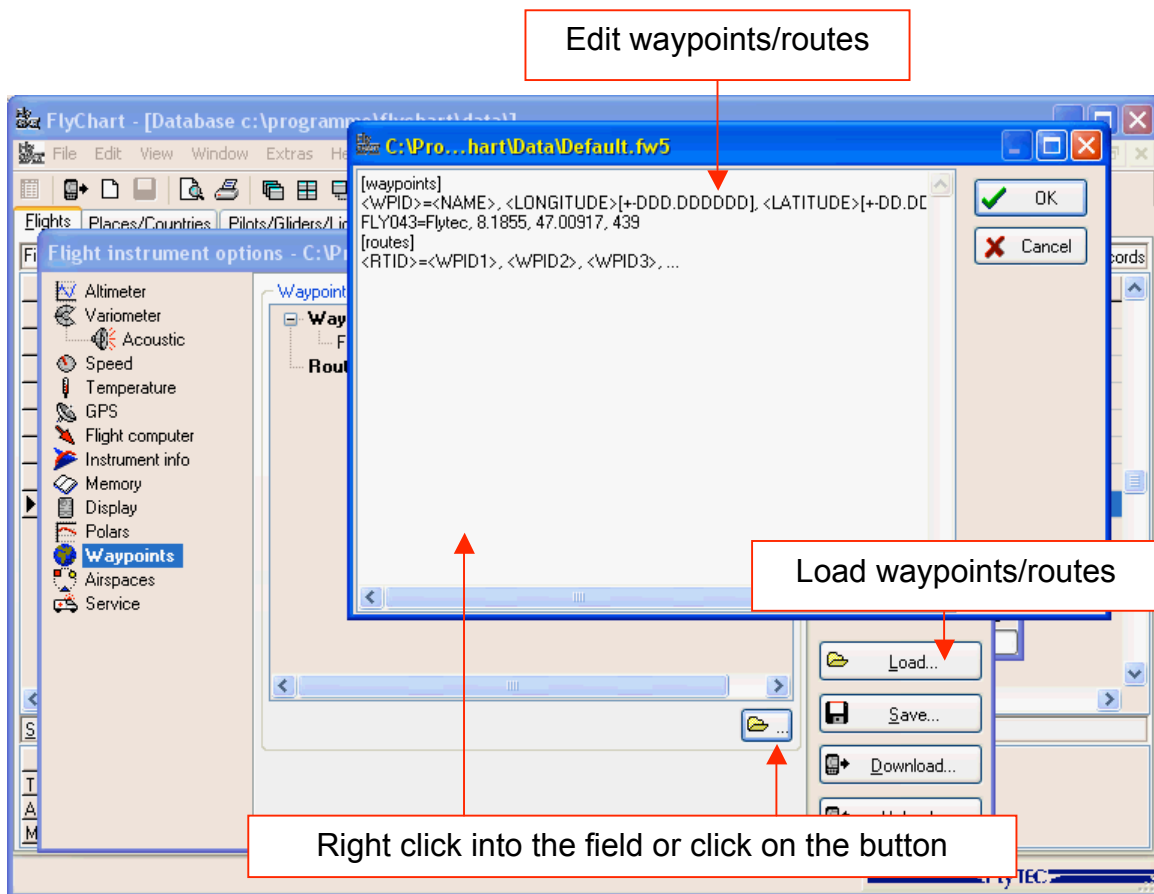 Edit waypoints/routes
FlyChart - [Database c:\programme\flychart\data\]
File Edit View Window Extras
C:\Pro...hart\Data\Default.fw5
[waypoints]
<WPID>=<NAME>, <LONGITUDE>[+-DDD.DDDDDD], <LATITUDE>[+-DD.DD
FLY043=Flytec, 8.1855, 47.00917, 439
[routes]
<RTID>=<WPID1>, <WPID2>, <WPID3>, ...
OK
Cancel
Flights Places/Countries
Flight instrument options - C:\P
Altimeter
Variometer
Acoustic
Speed
Temperature
GPS
Flight computer
Instrument info
Memory
Display
Polars
Waypoints
Airspaces
Service
Waypoint
Way
F
Rout
cords
Load waypoints/routes
Load...
Save...
...
Download...
S
T
A
M
Right click into the field or click on the button